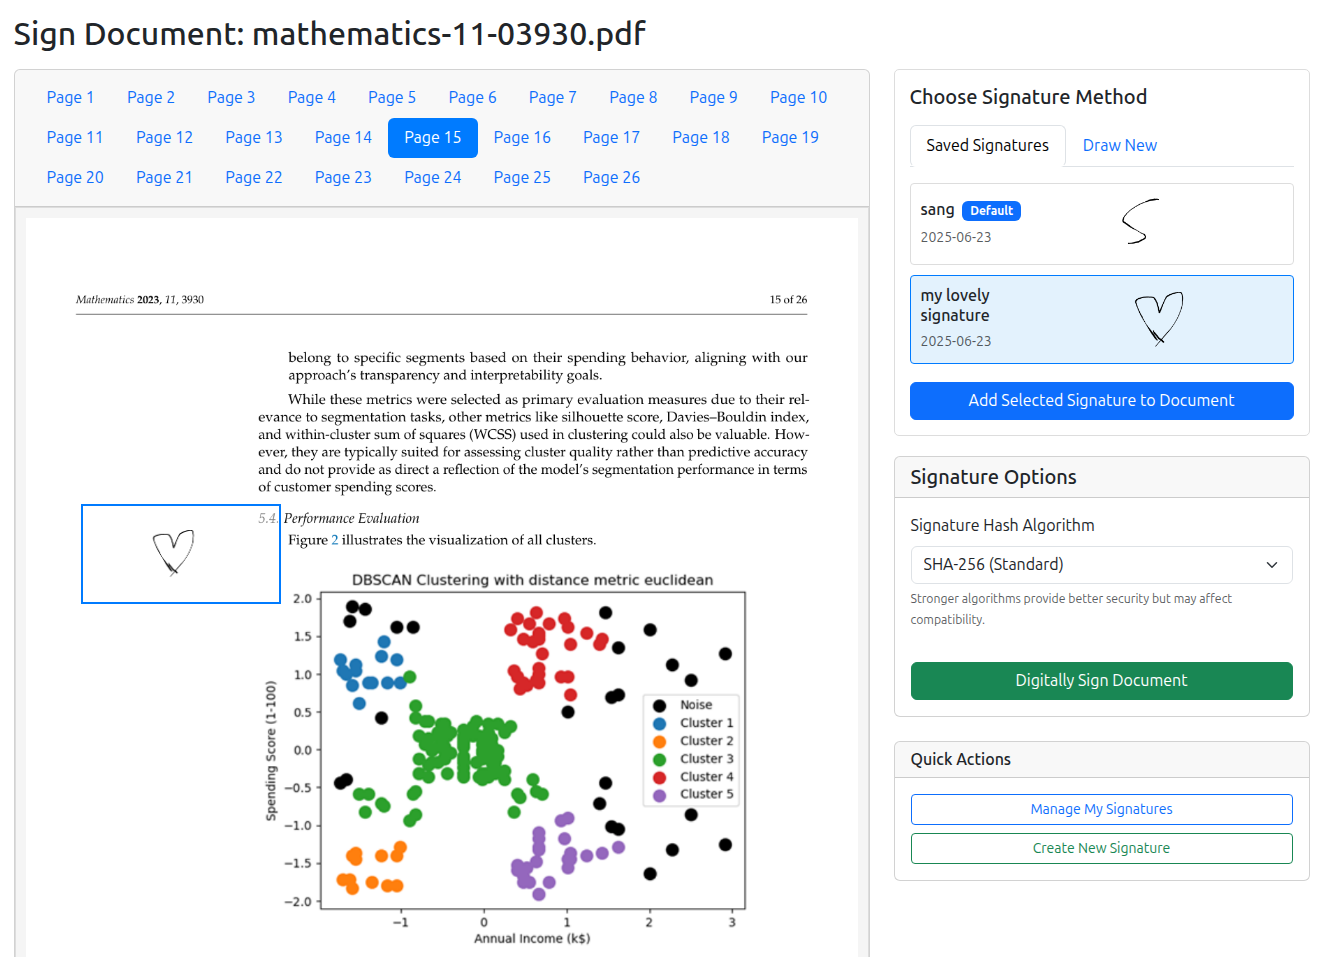 Sign Document: mathematics-11-03930.pdf
Page 1 Page 2 Page 3 Page 4 Page 5 Page 6 Page 7 Page 8 Page 9 Page 10
Page 11 Page 12 Page 13 Page 14 Page 15 Page 16 Page 17 Page 18 Page 19
Page 20 Page 21 Page 22 Page 23 Page 24 Page 25 Page 26
Mathematics 2023, 11, 3930 15 of 26
belong to specific segments based on their spending behavior, aligning with our
approach's transparency and interpretability goals.
While these metrics were selected as primary evaluation measures due to their rel-
evance to segmentation tasks, other metrics like silhouette score, Davies–Bouldin index,
and within-cluster sum of squares (WCSS) used in clustering could also be valuable. How-
ever, they are typically suited for assessing cluster quality rather than predictive accuracy
and do not provide as direct a reflection of the model's segmentation performance in terms
of customer spending scores.
5.4. Performance Evaluation
Figure 2 illustrates the visualization of all clusters.
DBSCAN Clustering with distance metric euclidean
2.0
1.5
1.0
0.5
0.0
−0.5
−1.0
−1.5
−2.0
Spending Score (1-100)
Noise
Cluster 1
Cluster 2
Cluster 3
Cluster 4
Cluster 5
−1 0 1 2 3
Annual Income (k$)
Choose Signature Method
Saved Signatures Draw New
sang Default
2025-06-23
S
my lovely
signature
2025-06-23
Add Selected Signature to Document
Signature Options
Signature Hash Algorithm
SHA-256 (Standard)
Stronger algorithms provide better security but may affect
compatibility.
Digitally Sign Document
Quick Actions
Manage My Signatures
Create New Signature